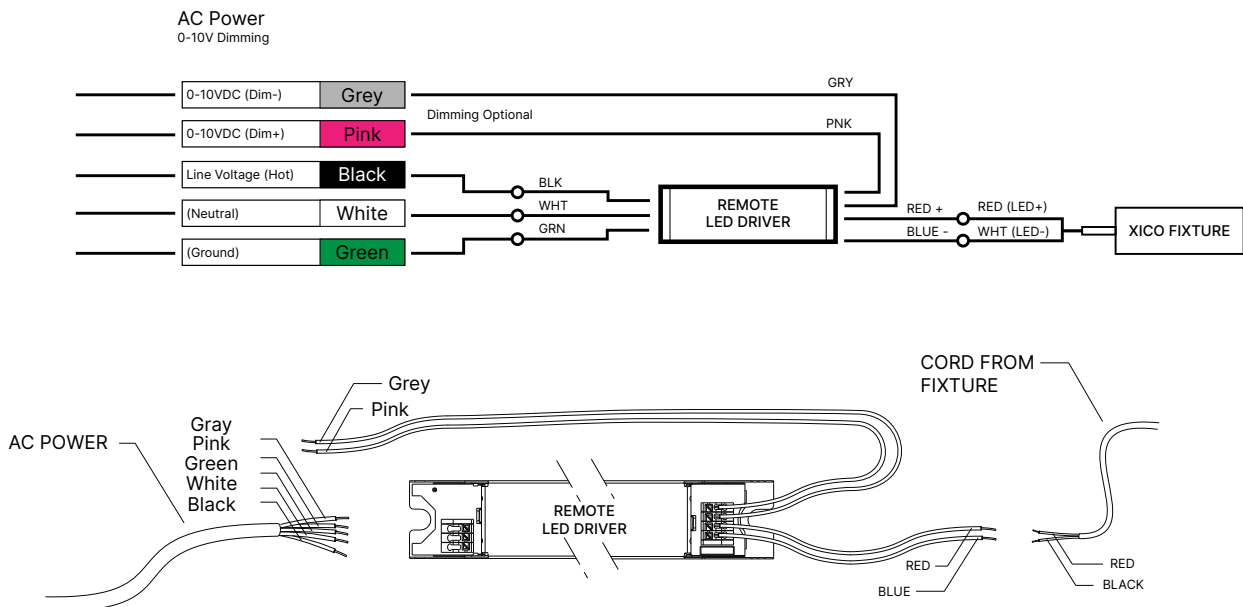 AC Power
0-10V Dimming
0-10VDC (Dim-) Grey
GRY
Dimming Optional
0-10VDC (Dim+) Pink
PNK
Line Voltage (Hot) Black
BLK
(Neutral) White
WHT
(Ground) Green
GRN
REMOTE
LED DRIVER
RED + RED (LED+)
BLUE - WHT (LED-)
XICO FIXTURE
CORD FROM
FIXTURE
Grey
Pink
AC POWER
Gray
Pink
Green
White
Black
REMOTE
LED DRIVER
RED
BLUE
RED
BLACK